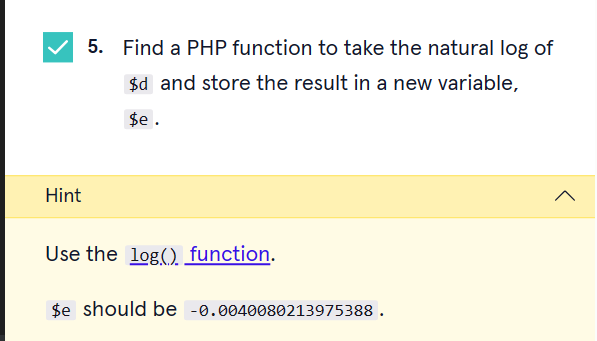 5. Find a PHP function to take the natural log of
$d and store the result in a new variable,
$e .
Hint
Use the log() function.
$e should be -0.0040080213975388 .